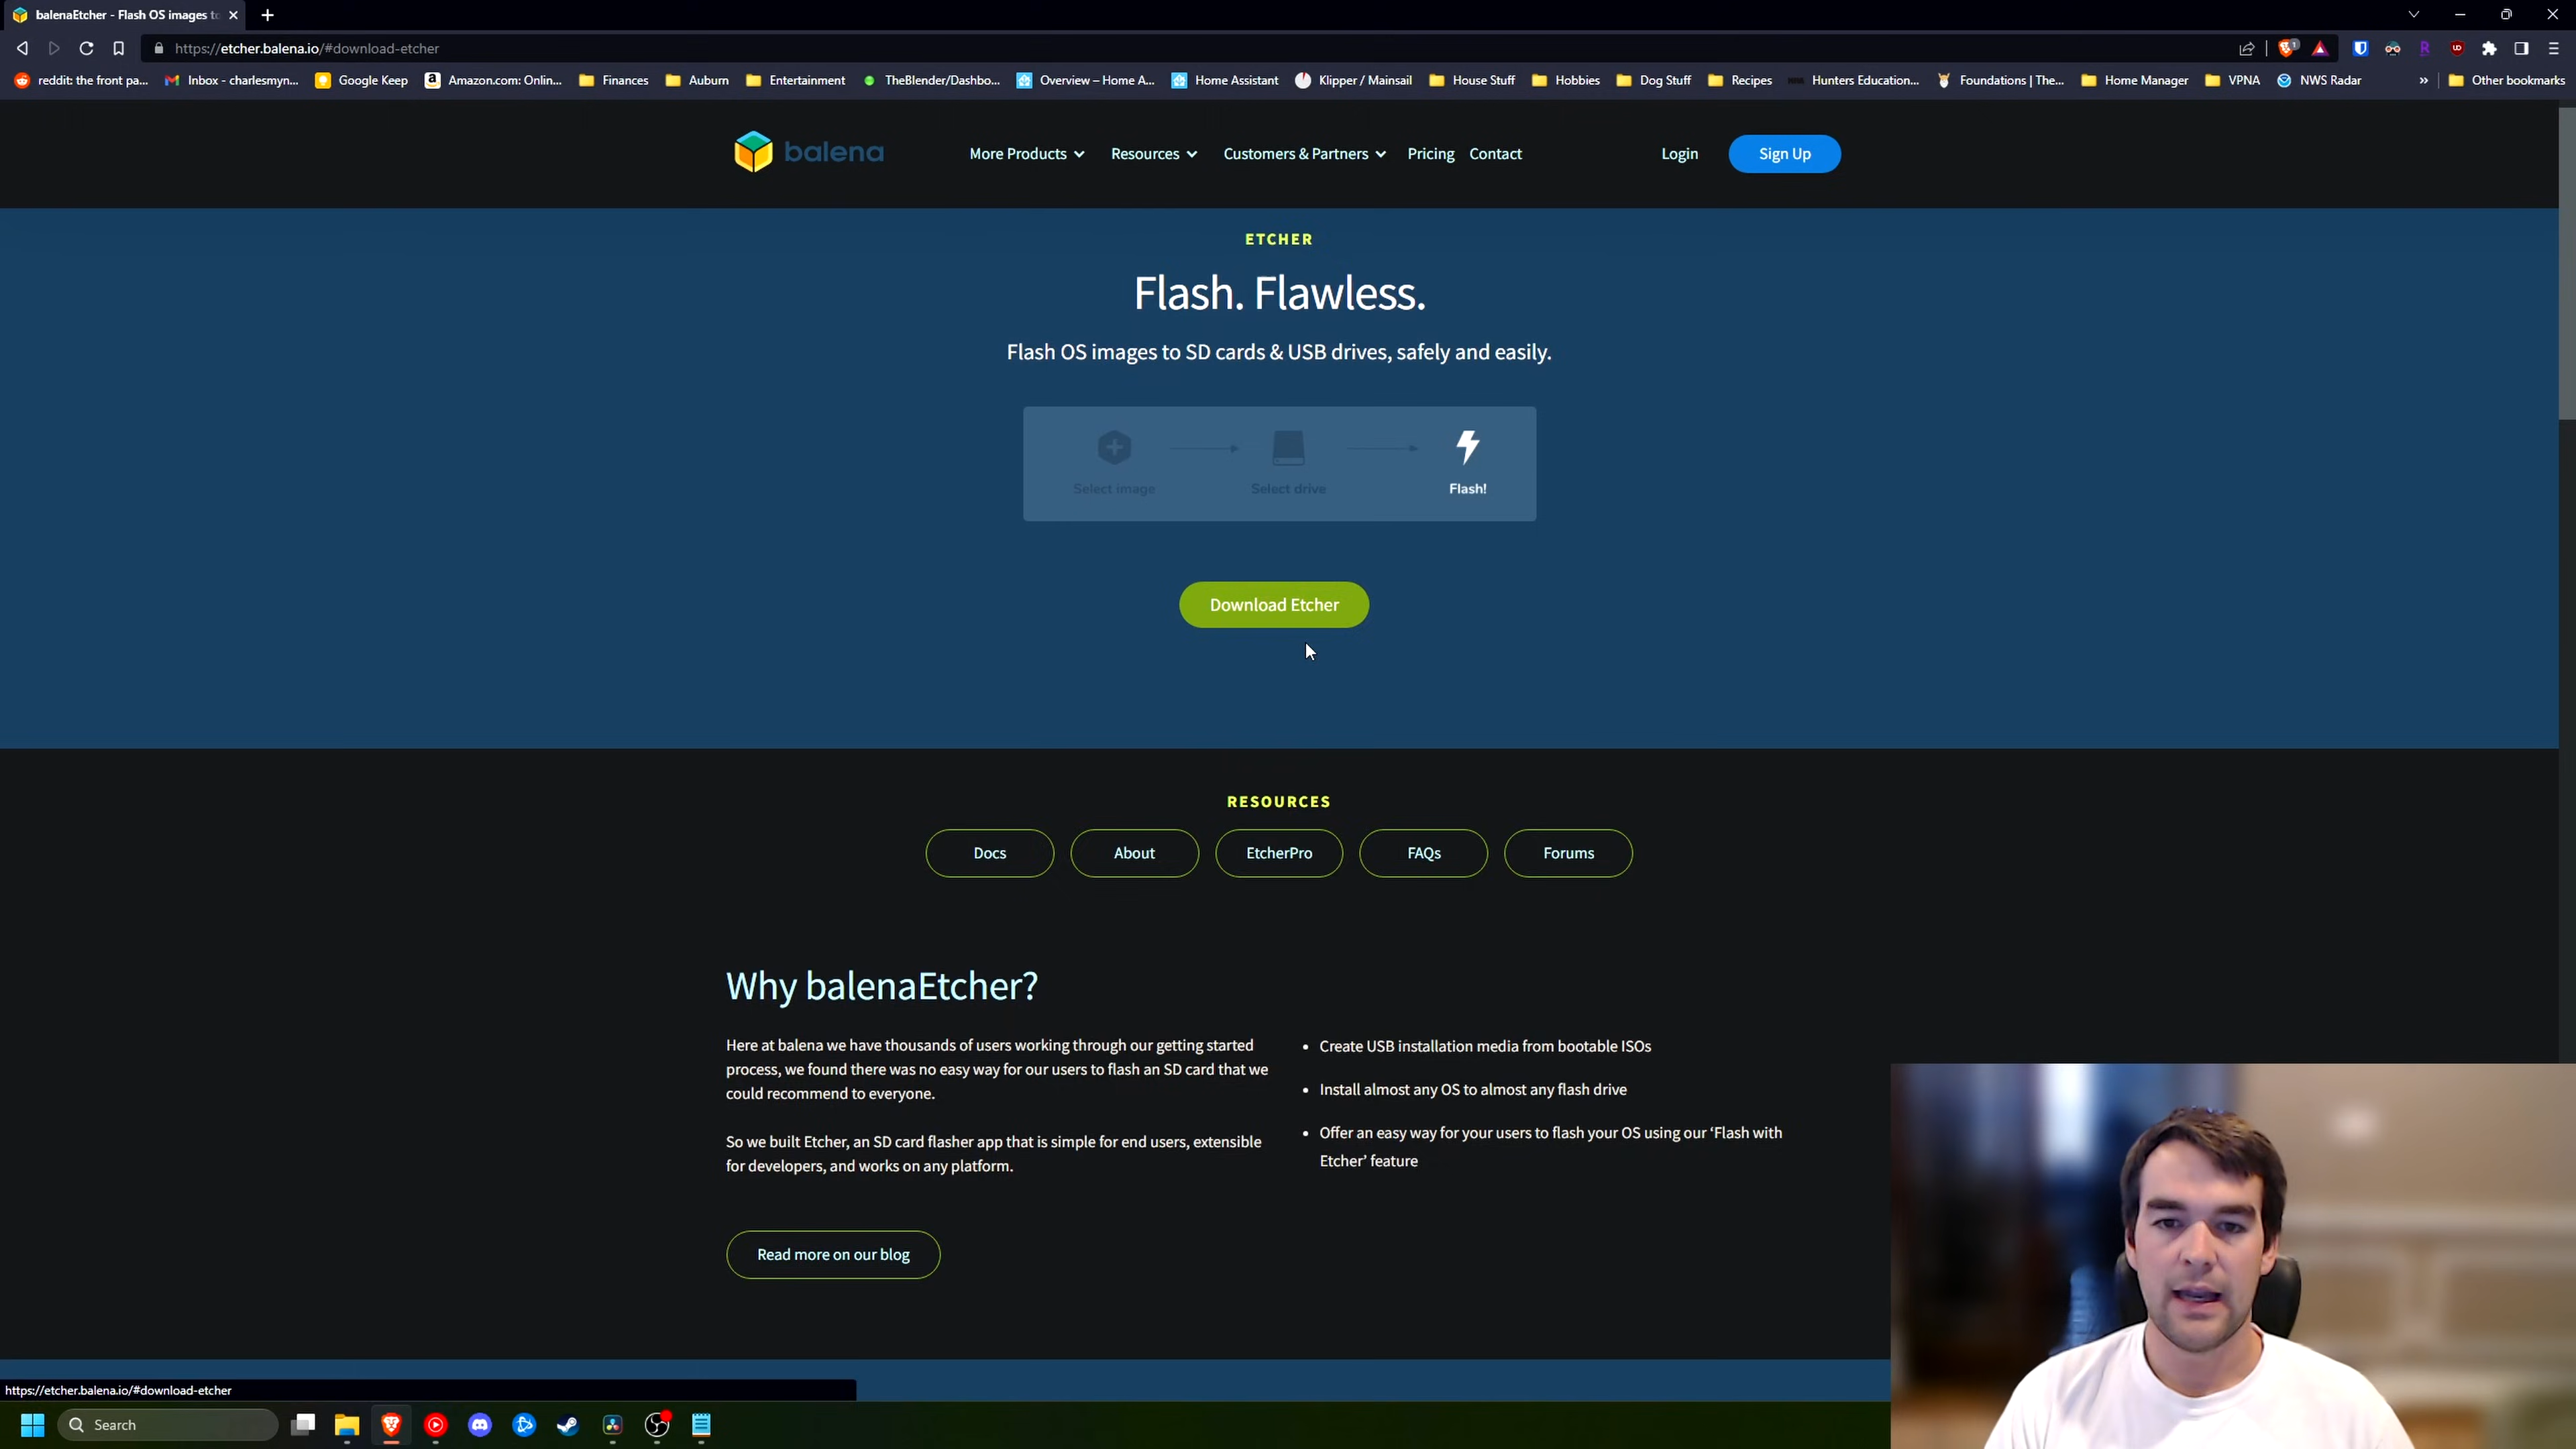 balenaEtcher - Flash OS images to
https://etcher.balena.io/#download-etcher
reddit: the front pa... Inbox - charlesmyn... Google Keep Amazon.com: Onlin... Finances Auburn Entertainment TheBlender/Dashbo... Overview – Home A... Home Assistant Klipper / Mainsail House Stuff Hobbies Dog Stuff Recipes Hunters Education... Foundations | The... Home Manager VPNA NWS Radar » Other bookmarks
balena More Products Resources Customers & Partners Pricing Contact Login Sign Up
ETCHER
Flash. Flawless.
Flash OS images to SD cards & USB drives, safely and easily.
Select image Select drive Flash!
Download Etcher
RESOURCES
Docs About EtcherPro FAQs Forums
Why balenaEtcher?
Here at balena we have thousands of users working through our getting started
process, we found there was no easy way for our users to flash an SD card that we
could recommend to everyone.
So we built Etcher, an SD card flasher app that is simple for end users, extensible
for developers, and works on any platform.
• Create USB installation media from bootable ISOs
• Install almost any OS to almost any flash drive
• Offer an easy way for your users to flash your OS using our ‘Flash with
Etcher’ feature
Read more on our blog
https://etcher.balena.io/#download-etcher
Search